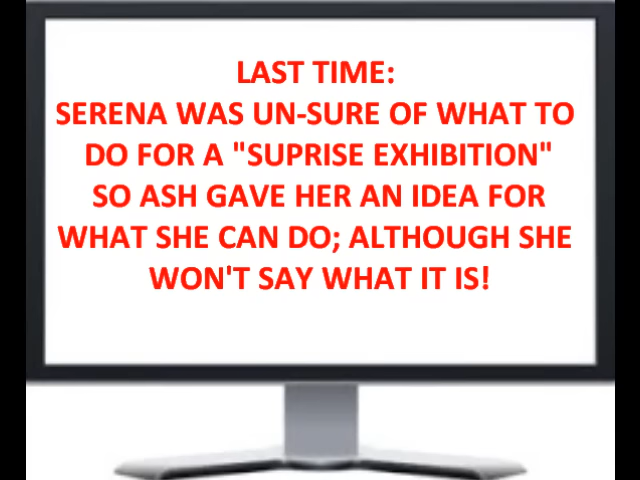 LAST TIME:
SERENA WAS UN-SURE OF WHAT TO
DO FOR A "SUPRISE EXHIBITION"
SO ASH GAVE HER AN IDEA FOR
WHAT SHE CAN DO; ALTHOUGH SHE
WON'T SAY WHAT IT IS!